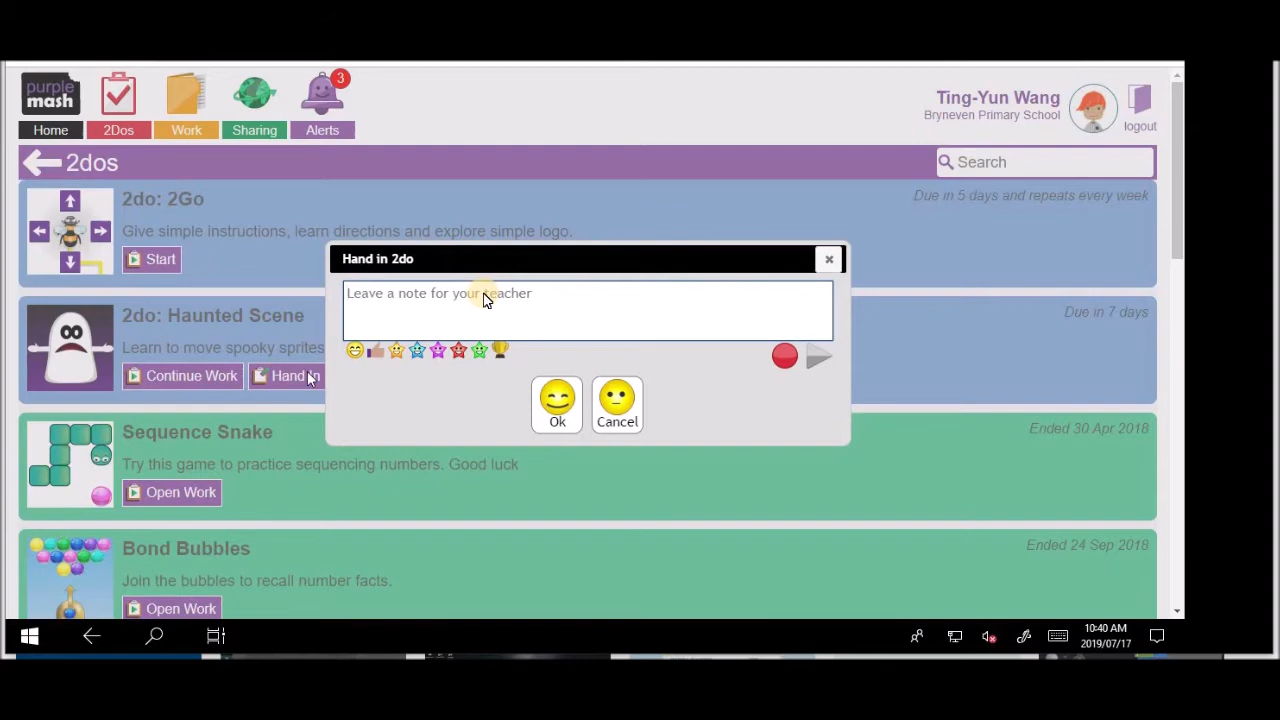 purple
mash
3
Home
2Dos
Work
Sharing
Alerts
Ting-Yun Wang
Bryneven Primary School
logout
2dos
Search
2do: 2Go
Due in 5 days and repeats every week
Give simple instructions, learn directions and explore simple logo.
Start
Hand in 2do
Leave a note for your teacher
Ok
Cancel
2do: Haunted Scene
Due in 7 days
Learn to move spooky sprites
Continue Work
Hand In
Sequence Snake
Ended 30 Apr 2018
Try this game to practice sequencing numbers. Good luck
Open Work
Bond Bubbles
Ended 24 Sep 2018
Join the bubbles to recall number facts.
Open Work
10:40 AM
2019/07/17